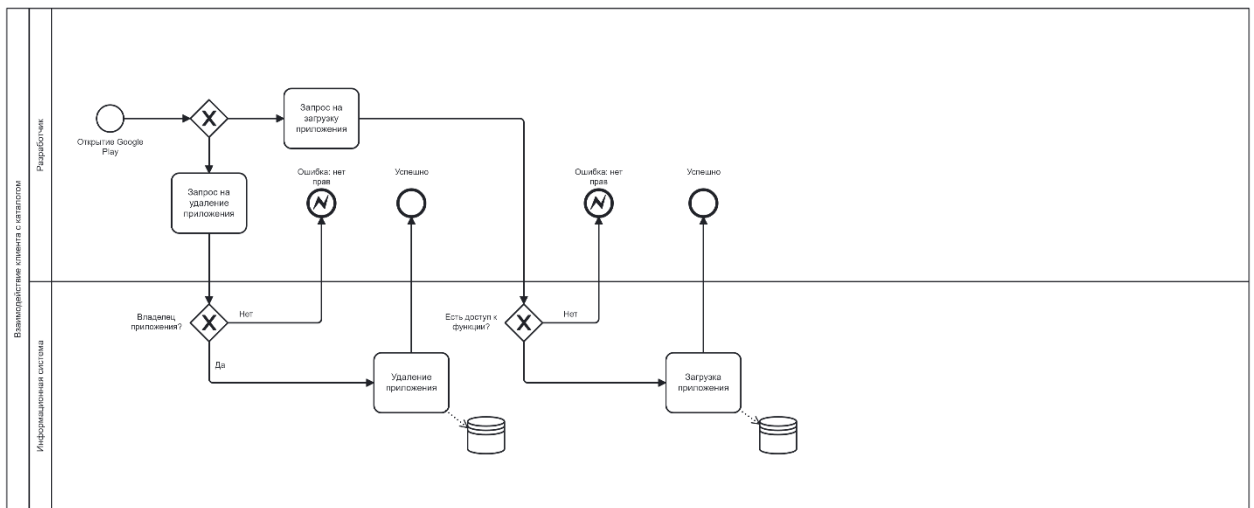 Взаимодействие клиента с каталогом
Разработчик
Открытие Google
Play
Запрос на
загрузку
приложения
Запрос на
удаление
приложения
Ошибка: нет
прав
Успешно
Ошибка: нет
прав
Успешно
Информационная система
Владелец
приложения?
Нет
Да
Удаление
приложения
Есть доступ к
функции?
Нет
Загрузка
приложения